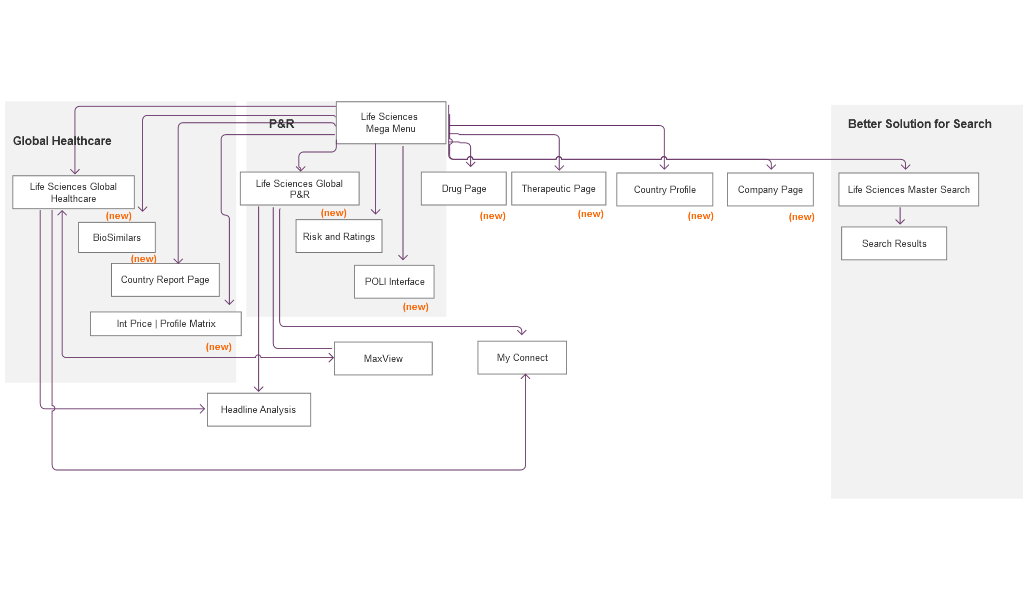 Life Sciences
Mega Menu
P&R
Better Solution for Search
Global Healthcare
Life Sciences Global
Healthcare
(new)
Life Sciences Global
P&R
(new)
Drug Page
(new)
Therapeutic Page
(new)
Country Profile
(new)
Company Page
(new)
Life Sciences Master Search
BioSimilars
(new)
Risk and Ratings
Search Results
Country Report Page
POLI Interface
(new)
Int Price | Profile Matrix
(new)
MaxView
My Connect
Headline Analysis